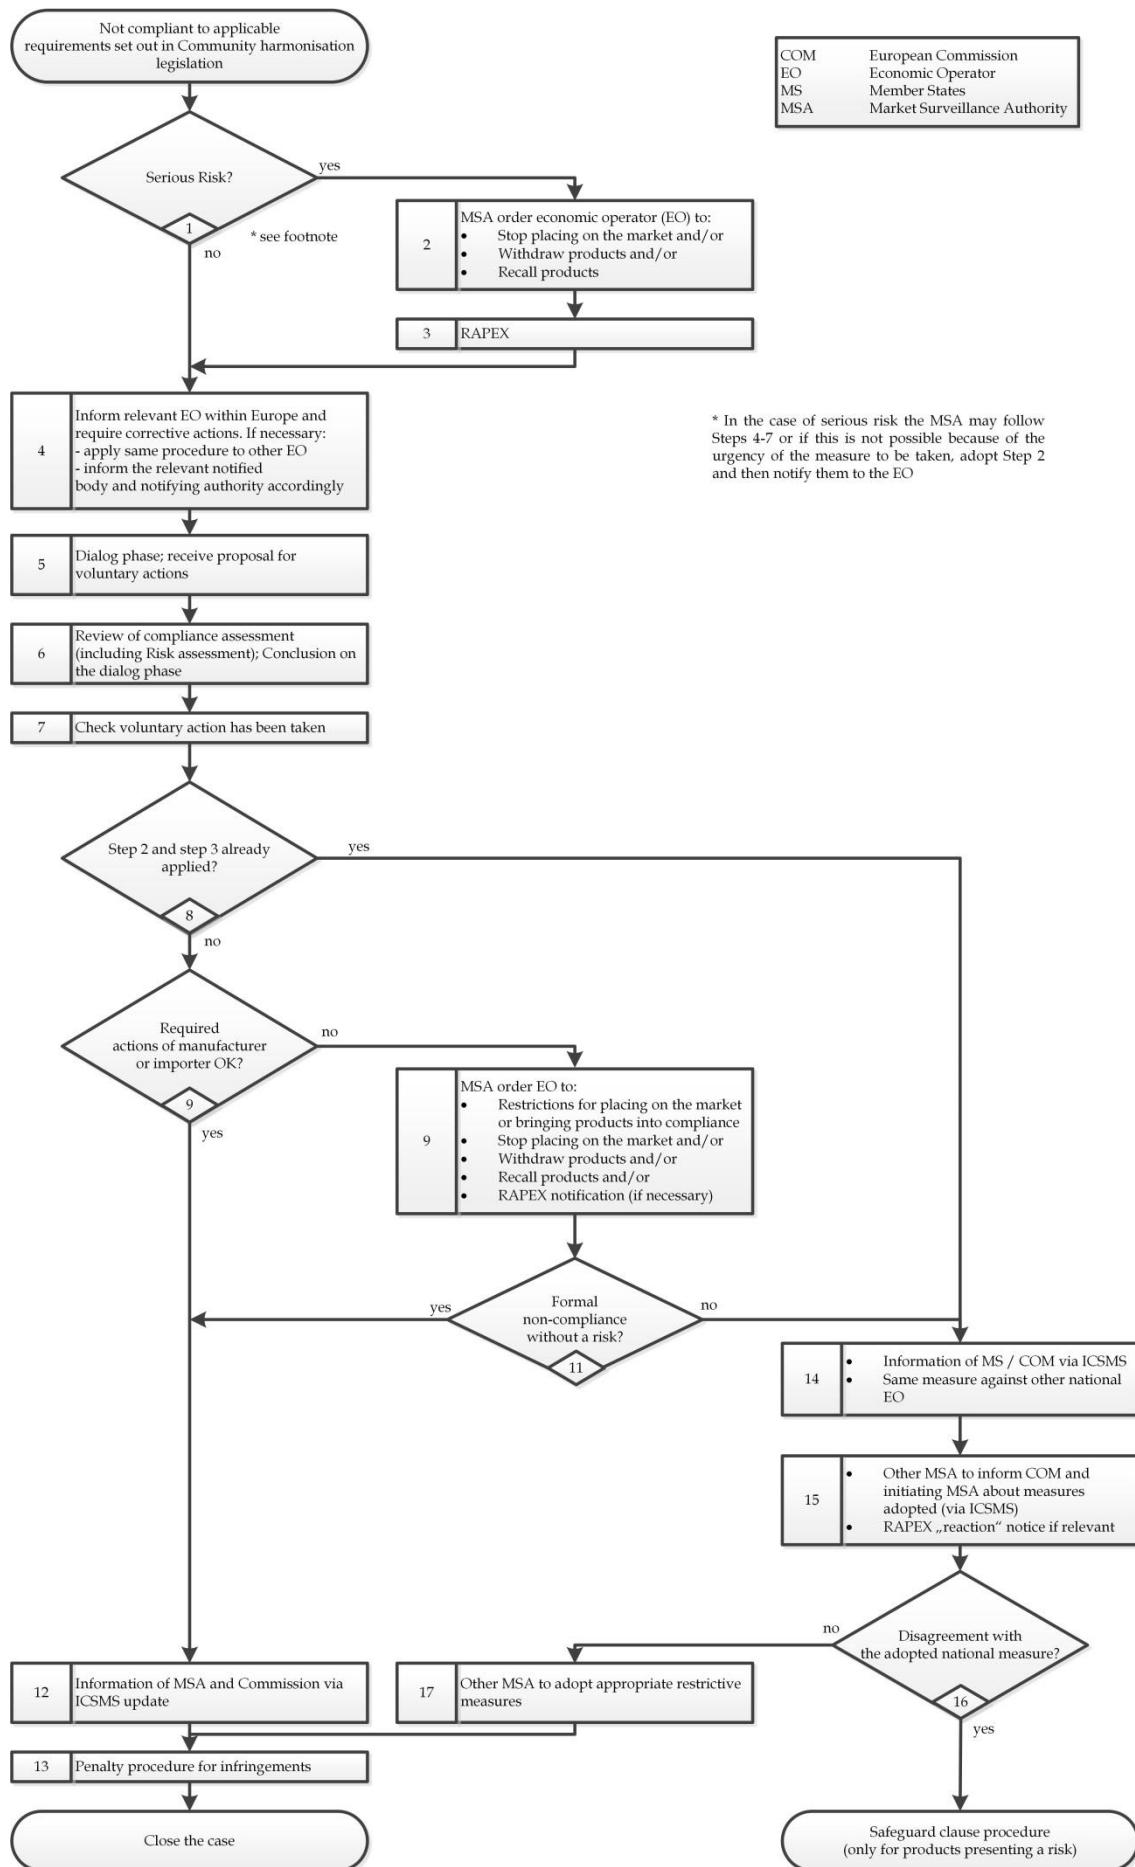 Not compliant to applicable
requirements set out in Community harmonisation
legislation
COM European Commission
EO Economic Operator
MS Member States
MSA Market Surveillance Authority
Serious Risk?
1
yes
no
* see footnote
2
MSA order economic operator (EO) to:
• Stop placing on the market and/or
• Withdraw products and/or
• Recall products
3 RAPEX
4
Inform relevant EO within Europe and
require corrective actions. If necessary:
- apply same procedure to other EO
- inform the relevant notified
body and notifying authority accordingly
* In the case of serious risk the MSA may follow
Steps 4-7 or if this is not possible because of the
urgency of the measure to be taken, adopt Step 2
and then notify them to the EO
5
Dialog phase; receive proposal for
voluntary actions
6
Review of compliance assessment
(including Risk assessment); Conclusion on
the dialog phase
7 Check voluntary action has been taken
Step 2 and step 3 already
applied?
8
yes
no
Required
actions of manufacturer
or importer OK?
9
no
yes
9
MSA order EO to:
• Restrictions for placing on the market
or bringing products into compliance
• Stop placing on the market and/or
• Withdraw products and/or
• Recall products and/or
• RAPEX notification (if necessary)
Formal
non-compliance
without a risk?
11
yes
no
14
• Information of MS / COM via ICSMS
• Same measure against other national
EO
15
• Other MSA to inform COM and
initiating MSA about measures
adopted (via ICSMS)
• RAPEX „reaction“ notice if relevant
Disagreement with
the adopted national measure?
16
no
yes
12
Information of MSA and Commission via
ICSMS update
17
Other MSA to adopt appropriate restrictive
measures
13 Penalty procedure for infringements
Close the case
Safeguard clause procedure
(only for products presenting a risk)